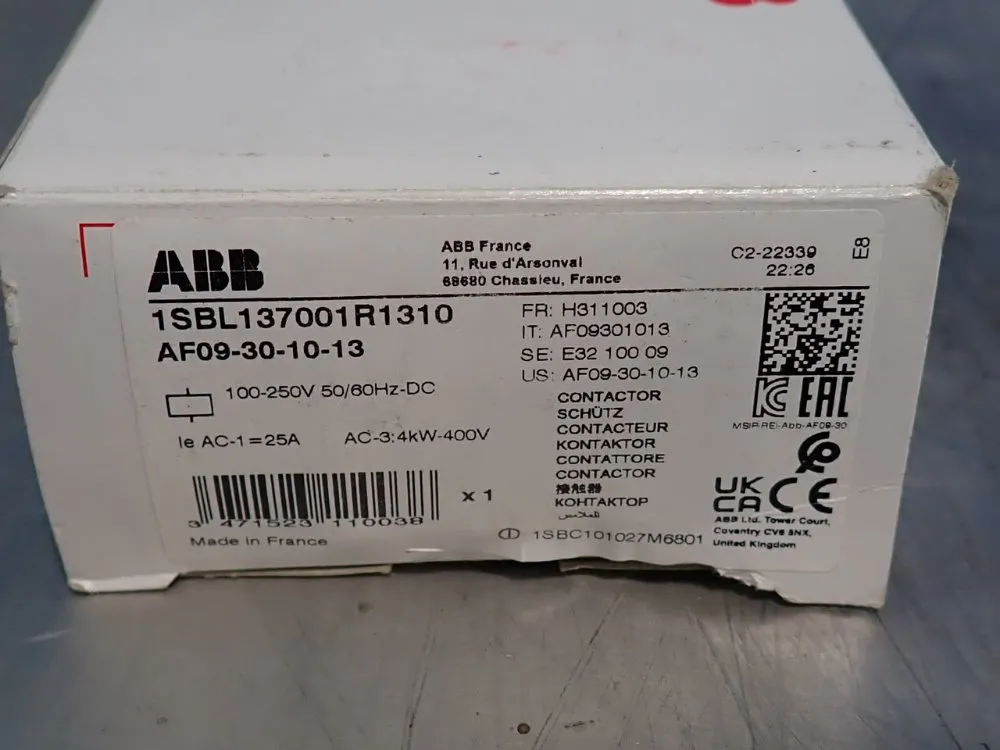 ABB
ABB France
11, Rue d'Arsonval
69680 Chassieu, France
C2-22339
22:26
E8
1SBL137001R1310
AF09-30-10-13
FR: H311003
IT: AF09301013
SE: E32 100 09
US: AF09-30-10-13
100-250V 50/60Hz-DC
Ie AC-1=25A AC-3:4kW-400V
CONTACTOR
SCHÜTZ
CONTACTEUR
KONTAKTOR
CONTATTORE
CONTACTOR
接触器
КОНТАКТОР
EAC
MSIP-REI-Abb-AF09-30
UK
CA
CE
ABB Ltd. Tower Court,
Coventry CV6 5NX,
United Kingdom
3 471523 110038
x 1
Made in France
1SBC101027M6801